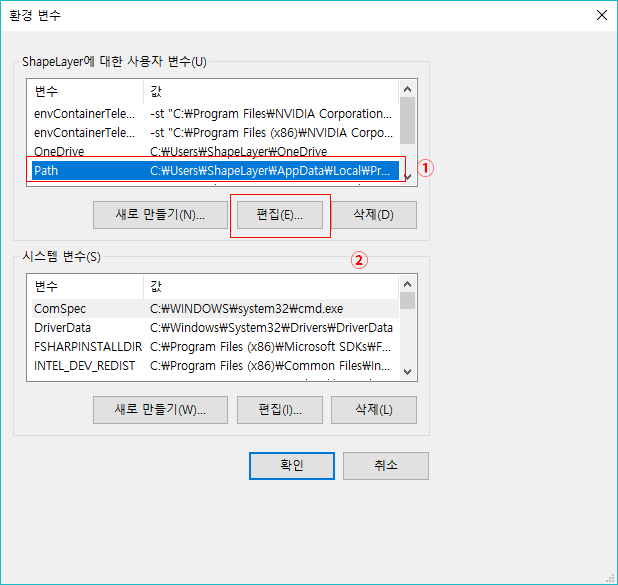 환경 변수
ShapeLayer에 대한 사용자 변수(U)
변수 값
envContainerTele... -st "C:₩Program Files₩NVIDIA Corporation...
envContainerTele... -st "C:₩Program Files (x86)₩NVIDIA Corpo...
OneDrive C:₩Users₩ShapeLayer₩OneDrive
Path C:₩Users₩ShapeLayer₩AppData₩Local₩Pr...
①
새로 만들기(N)... 편집(E)... 삭제(D)
②
시스템 변수(S)
변수 값
ComSpec C:₩WINDOWS₩system32₩cmd.exe
DriverData C:₩Windows₩System32₩Drivers₩DriverData
FSHARPINSTALLDIR C:₩Program Files (x86)₩Microsoft SDKs₩F...
INTEL_DEV_REDIST C:₩Program Files (x86)₩Common Files₩In...
새로 만들기(W)... 편집(I)... 삭제(L)
확인 취소